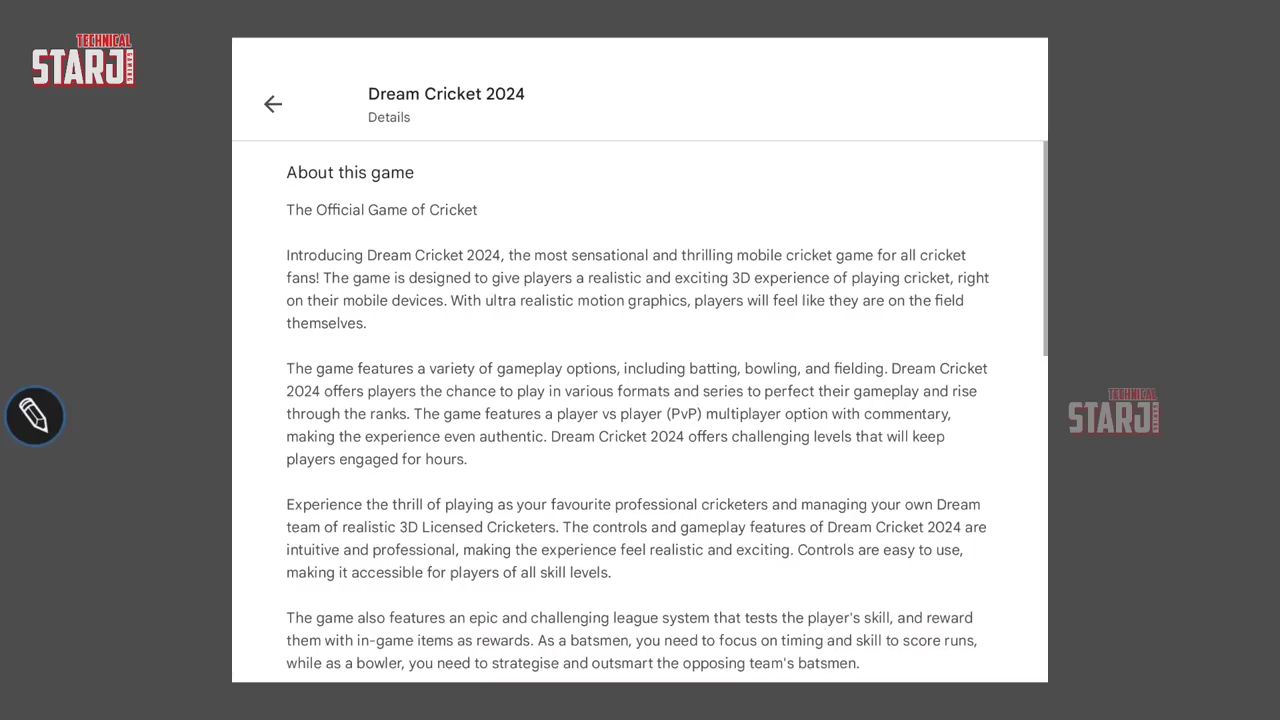 TECHNICAL
STARJI
GAMING
Dream Cricket 2024
Details
About this game
The Official Game of Cricket
Introducing Dream Cricket 2024, the most sensational and thrilling mobile cricket game for all cricket
fans! The game is designed to give players a realistic and exciting 3D experience of playing cricket, right
on their mobile devices. With ultra realistic motion graphics, players will feel like they are on the field
themselves.
The game features a variety of gameplay options, including batting, bowling, and fielding. Dream Cricket
2024 offers players the chance to play in various formats and series to perfect their gameplay and rise
through the ranks. The game features a player vs player (PvP) multiplayer option with commentary,
making the experience even authentic. Dream Cricket 2024 offers challenging levels that will keep
players engaged for hours.
TECHNICAL
STARJI
GAMING
Experience the thrill of playing as your favourite professional cricketers and managing your own Dream
team of realistic 3D Licensed Cricketers. The controls and gameplay features of Dream Cricket 2024 are
intuitive and professional, making the experience feel realistic and exciting. Controls are easy to use,
making it accessible for players of all skill levels.
The game also features an epic and challenging league system that tests the player's skill, and reward
them with in-game items as rewards. As a batsmen, you need to focus on timing and skill to score runs,
while as a bowler, you need to strategise and outsmart the opposing team's batsmen.